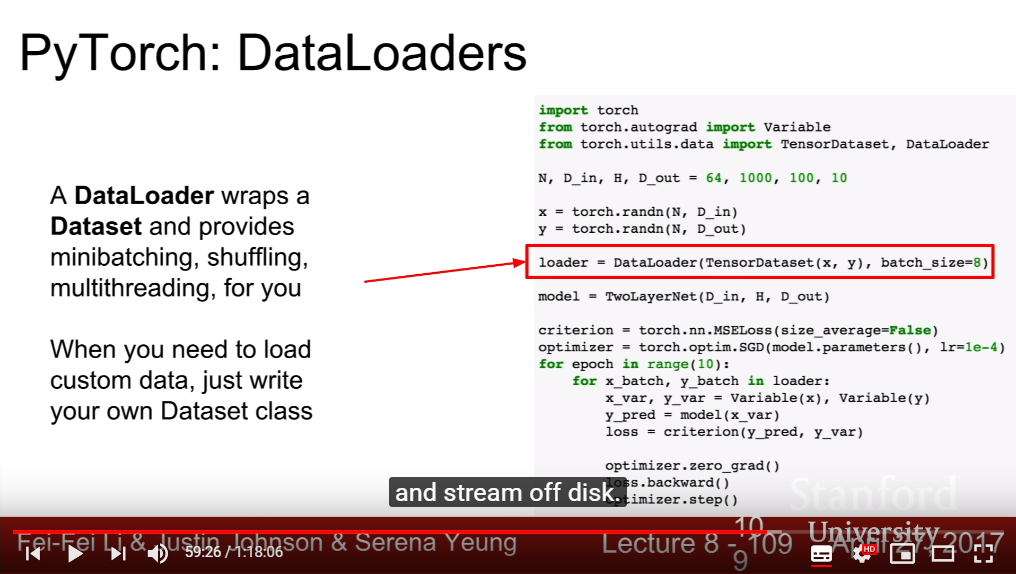 PyTorch: DataLoaders
A DataLoader wraps a
Dataset and provides
minibatching, shuffling,
multithreading, for you
When you need to load
custom data, just write
your own Dataset class
import torch
from torch.autograd import Variable
from torch.utils.data import TensorDataset, DataLoader
N, D_in, H, D_out = 64, 1000, 100, 10
x = torch.randn(N, D_in)
y = torch.randn(N, D_out)
loader = DataLoader(TensorDataset(x, y), batch_size=8)
model = TwoLayerNet(D_in, H, D_out)
criterion = torch.nn.MSELoss(size_average=False)
optimizer = torch.optim.SGD(model.parameters(), lr=1e-4)
for epoch in range(10):
    for x_batch, y_batch in loader:
        x_var, y_var = Variable(x), Variable(y)
        y_pred = model(x_var)
        loss = criterion(y_pred, y_var)
        optimizer.zero_grad()
        loss.backward()
        optimizer.step()
and stream off disk.
Stanford
University
Fei-Fei Li & Justin Johnson & Serena Yeung
Lecture 8 - 109
10
9
April 27, 2017
59:26 / 1:18:06
HD